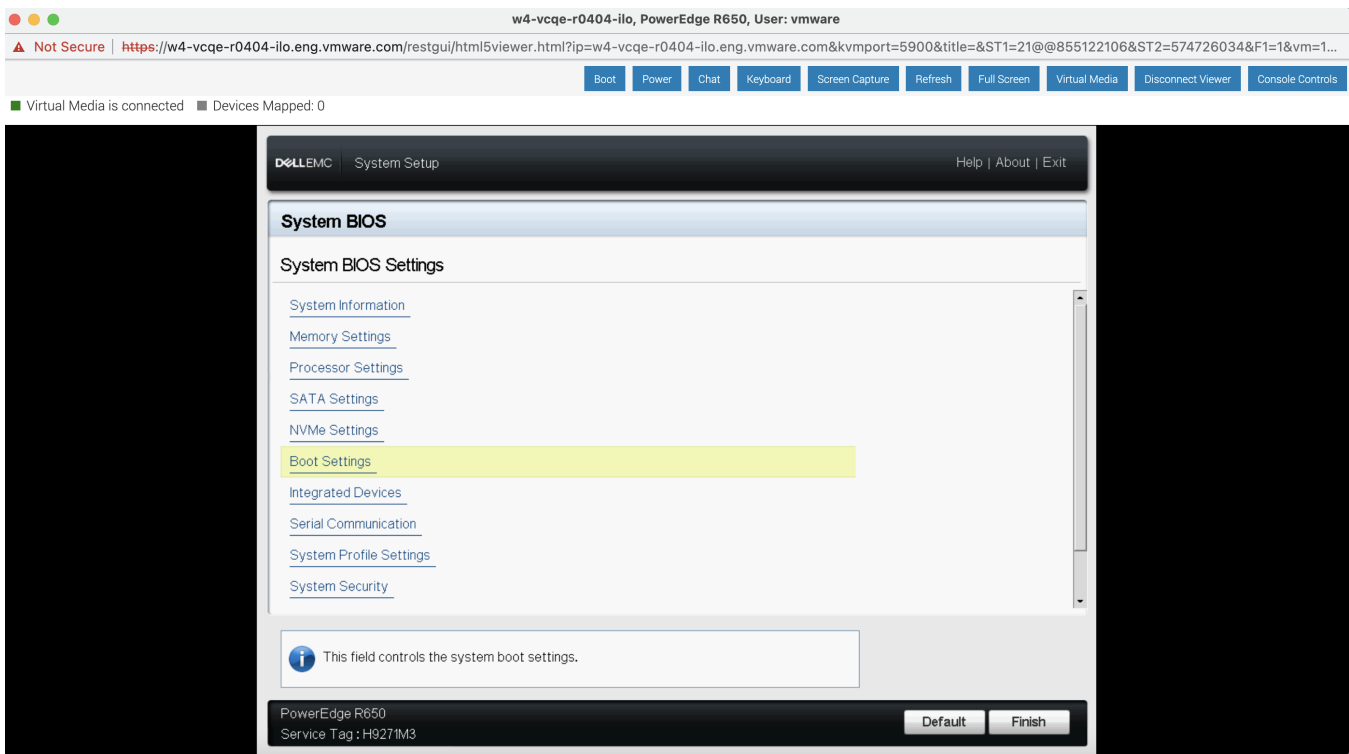 w4-vcqe-r0404-ilo, PowerEdge R650, User: vmware
Not Secure | https://w4-vcqe-r0404-ilo.eng.vmware.com/restgui/html5viewer.html?ip=w4-vcqe-r0404-ilo.eng.vmware.com&kvmport=5900&title=&ST1=21@@855122106&ST2=574726034&F1=1&vm=1...
Boot Power Chat Keyboard Screen Capture Refresh Full Screen Virtual Media Disconnect Viewer Console Controls
Virtual Media is connected Devices Mapped: 0
DELLEMC System Setup Help | About | Exit
System BIOS
System BIOS Settings
System Information
Memory Settings
Processor Settings
SATA Settings
NVMe Settings
Boot Settings
Integrated Devices
Serial Communication
System Profile Settings
System Security
This field controls the system boot settings.
PowerEdge R650
Service Tag : H9271M3
Default Finish